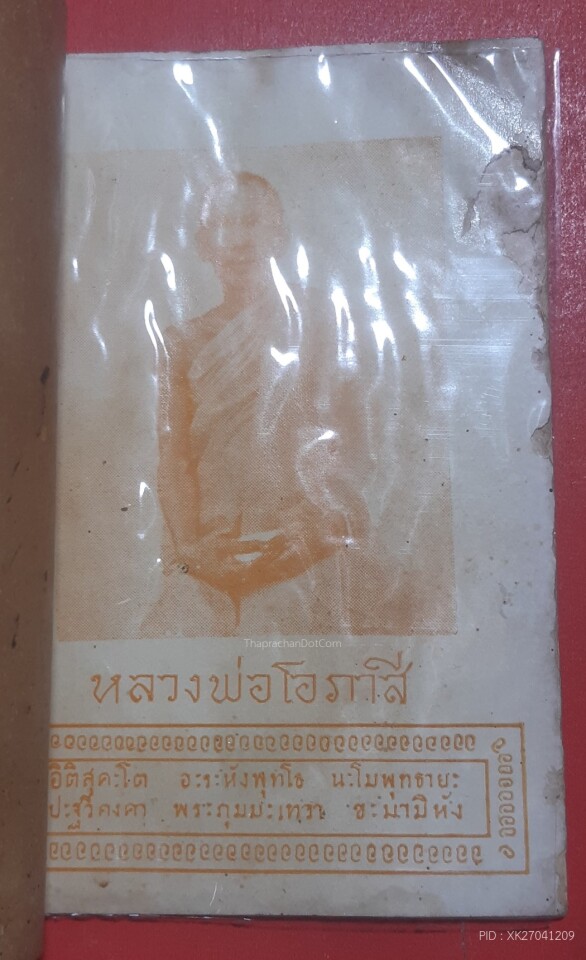 ThaprachanDotCom
หลวงพ่อโอภาสี
อิติสุคะโต อะระหังพุทโธ นะโมพุทธายะ
ปะฐวีคงคา พระภุมมะเทวา ขะมามิหัง
PID : XK27041209